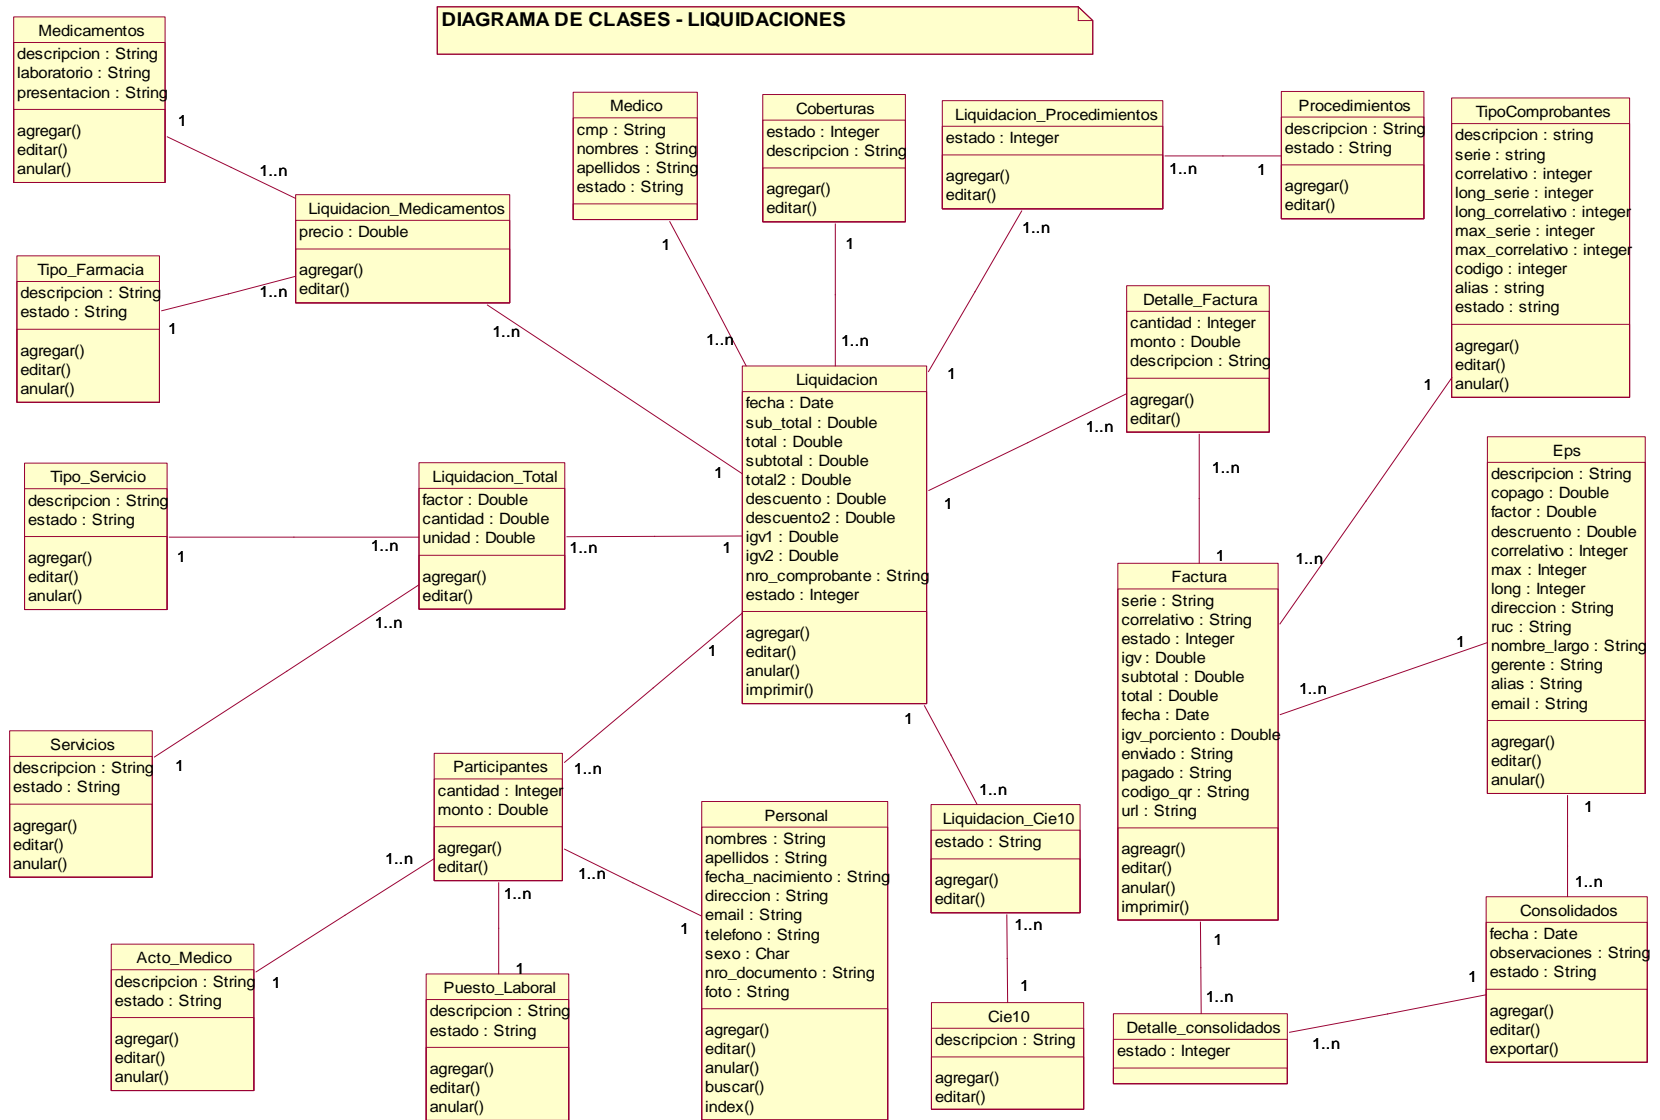 DIAGRAMA DE CLASES - LIQUIDACIONES
Medicamentos
descripcion : String
laboratorio : String
presentacion : String
agregar()
editar()
anular()
1
1..n
Liquidacion_Medicamentos
precio : Double
agregar()
editar()
1..n
1
Tipo_Farmacia
descripcion : String
estado : String
agregar()
editar()
anular()
1
1..n
Medico
cmp : String
nombres : String
apellidos : String
estado : String
1
1..n
Coberturas
estado : Integer
descripcion : String
agregar()
editar()
1
1..n
Liquidacion_Procedimientos
estado : Integer
agregar()
editar()
1..n
1
1..n
1
Procedimientos
descripcion : String
estado : String
agregar()
editar()
TipoComprobantes
descripcion : string
serie : string
correlativo : integer
long_serie : integer
long_correlativo : integer
max_serie : integer
max_correlativo : integer
codigo : integer
alias : string
estado : string
agregar()
editar()
anular()
1
1..n
Detalle_Factura
cantidad : Integer
monto : Double
descripcion : String
agregar()
editar()
1..n
1
1..n
1
Liquidacion
fecha : Date
sub_total : Double
total : Double
subtotal : Double
total2 : Double
descuento : Double
descuento2 : Double
igv1 : Double
igv2 : Double
nro_comprobante : String
estado : Integer
agregar()
editar()
anular()
imprimir()
Tipo_Servicio
descripcion : String
estado : String
agregar()
editar()
anular()
1
1..n
Liquidacion_Total
factor : Double
cantidad : Double
unidad : Double
agregar()
editar()
1..n
1
1..n
1
Servicios
descripcion : String
estado : String
agregar()
editar()
anular()
Eps
descripcion : String
copago : Double
factor : Double
descruento : Double
correlativo : Integer
max : Integer
long : Integer
direccion : String
ruc : String
nombre_largo : String
gerente : String
alias : String
email : String
agregar()
editar()
anular()
1
1..n
1
1..n
Factura
serie : String
correlativo : String
estado : Integer
igv : Double
subtotal : Double
total : Double
fecha : Date
igv_porciento : Double
enviado : String
pagado : String
codigo_qr : String
url : String
agreagr()
editar()
anular()
imprimir()
1
1..n
Participantes
cantidad : Integer
monto : Double
agregar()
editar()
1
1..n
1..n
1
1..n
1
1..n
1
Personal
nombres : String
apellidos : String
fecha_nacimiento : String
direccion : String
email : String
telefono : String
sexo : Char
nro_documento : String
foto : String
agregar()
editar()
anular()
buscar()
index()
Acto_Medico
descripcion : String
estado : String
agregar()
editar()
anular()
Puesto_Laboral
descripcion : String
estado : String
agregar()
editar()
anular()
1
1..n
Liquidacion_Cie10
estado : String
agregar()
editar()
1..n
1
Cie10
descripcion : String
agregar()
editar()
Consolidados
fecha : Date
observaciones : String
estado : String
agregar()
editar()
exportar()
1
1..n
Detalle_consolidados
estado : Integer